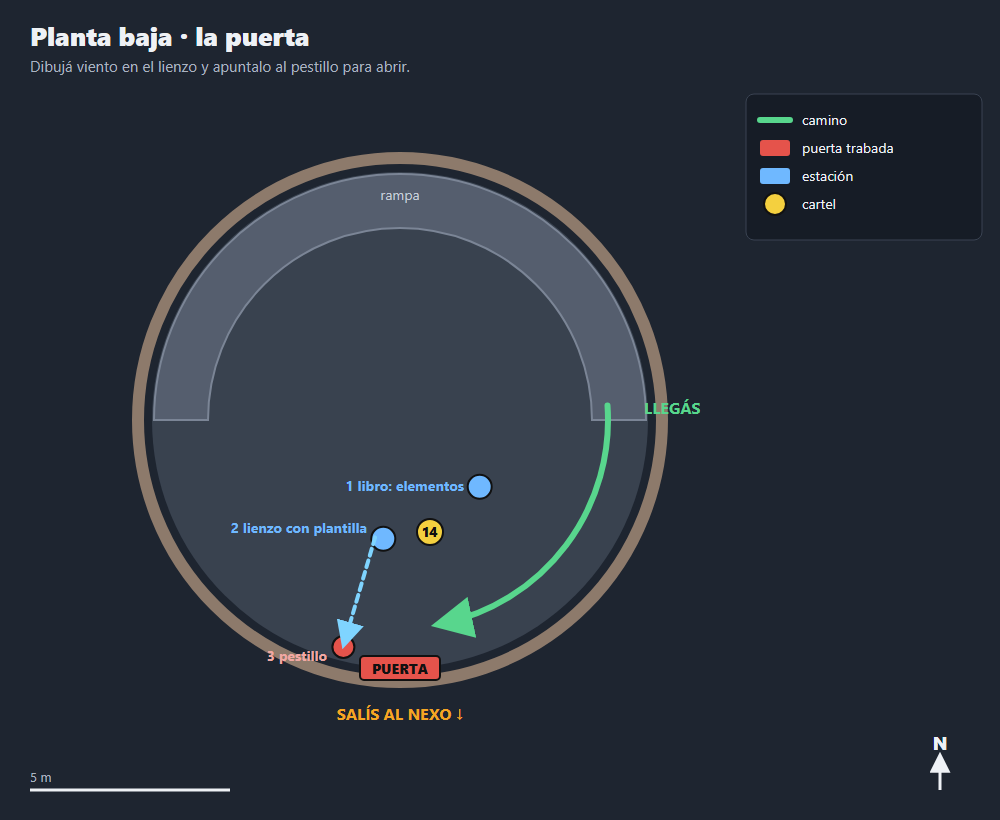 Planta baja · la puerta
Dibujá viento en el lienzo y apuntalo al pestillo para abrir.
camino
puerta trabada
estación
cartel
rampa
LLEGÁS
1 libro: elementos
2 lienzo con plantilla
14
3 pestillo
PUERTA
SALÍS AL NEXO ↓
N
5 m